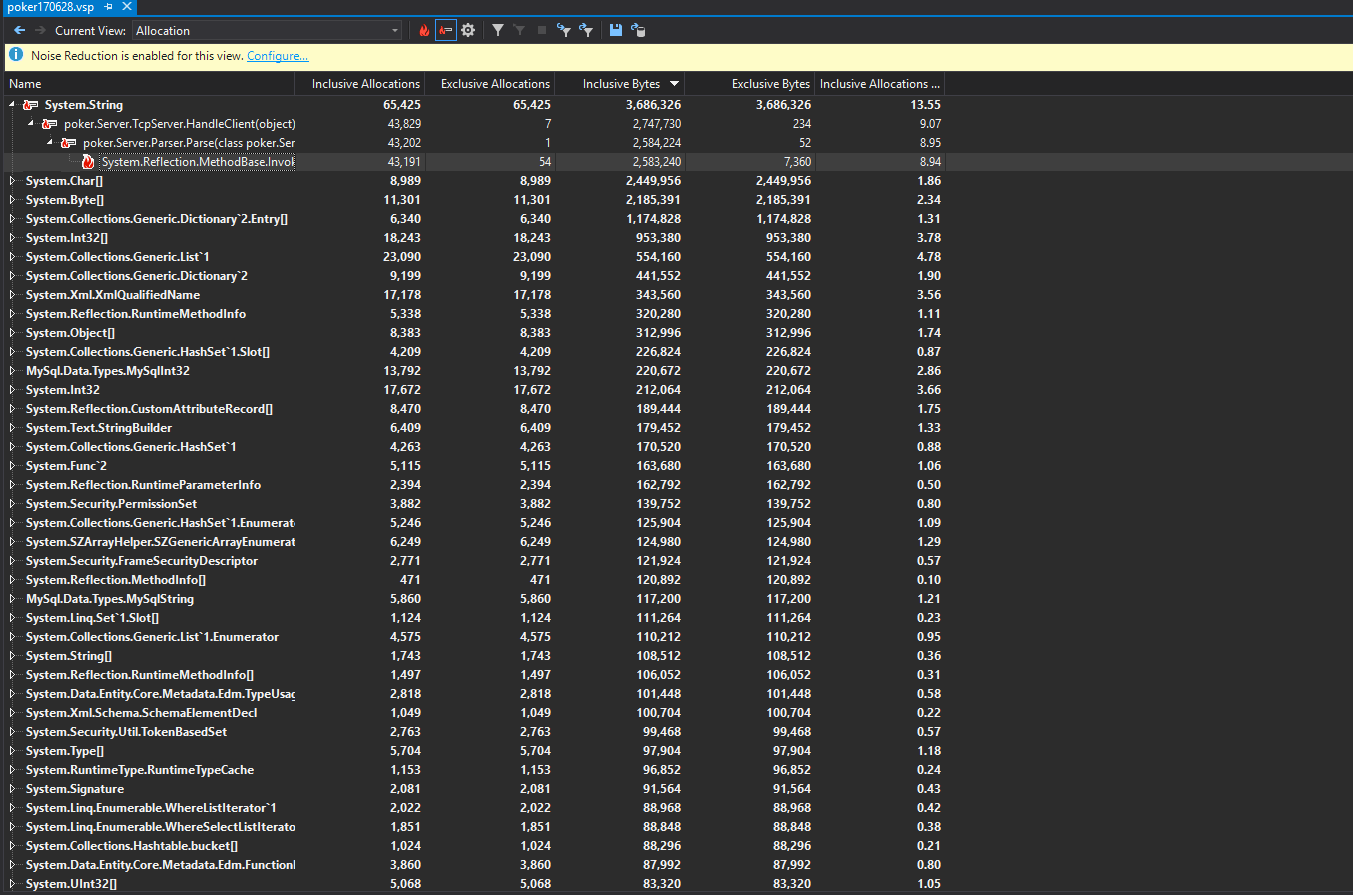 poker170628.vsp
Current View: Allocation
Noise Reduction is enabled for this view. Configure...
Name Inclusive Allocations Exclusive Allocations Inclusive Bytes Exclusive Bytes Inclusive Allocations ...
System.String 65,425 65,425 3,686,326 3,686,326 13.55
poker.Server.TcpServer.HandleClient(object) 43,829 7 2,747,730 234 9.07
poker.Server.Parser.Parse(class poker.Ser 43,202 1 2,584,224 52 8.95
System.Reflection.MethodBase.Invol 43,191 54 2,583,240 7,360 8.94
System.Char[] 8,989 8,989 2,449,956 2,449,956 1.86
System.Byte[] 11,301 11,301 2,185,391 2,185,391 2.34
System.Collections.Generic.Dictionary`2.Entry[] 6,340 6,340 1,174,828 1,174,828 1.31
System.Int32[] 18,243 18,243 953,380 953,380 3.78
System.Collections.Generic.List`1 23,090 23,090 554,160 554,160 4.78
System.Collections.Generic.Dictionary`2 9,199 9,199 441,552 441,552 1.90
System.Xml.XmlQualifiedName 17,178 17,178 343,560 343,560 3.56
System.Reflection.RuntimeMethodInfo 5,338 5,338 320,280 320,280 1.11
System.Object[] 8,383 8,383 312,996 312,996 1.74
System.Collections.Generic.HashSet`1.Slot[] 4,209 4,209 226,824 226,824 0.87
MySql.Data.Types.MySqlInt32 13,792 13,792 220,672 220,672 2.86
System.Int32 17,672 17,672 212,064 212,064 3.66
System.Reflection.CustomAttributeRecord[] 8,470 8,470 189,444 189,444 1.75
System.Text.StringBuilder 6,409 6,409 179,452 179,452 1.33
System.Collections.Generic.HashSet`1 4,263 4,263 170,520 170,520 0.88
System.Func`2 5,115 5,115 163,680 163,680 1.06
System.Reflection.RuntimeParameterInfo 2,394 2,394 162,792 162,792 0.50
System.Security.PermissionSet 3,882 3,882 139,752 139,752 0.80
System.Collections.Generic.HashSet`1.Enumerat 5,246 5,246 125,904 125,904 1.09
System.SZArrayHelper.SZGenericArrayEnumerat 6,249 6,249 124,980 124,980 1.29
System.Security.FrameSecurityDescriptor 2,771 2,771 121,924 121,924 0.57
System.Reflection.MethodInfo[] 471 471 120,892 120,892 0.10
MySql.Data.Types.MySqlString 5,860 5,860 117,200 117,200 1.21
System.Linq.Set`1.Slot[] 1,124 1,124 111,264 111,264 0.23
System.Collections.Generic.List`1.Enumerator 4,575 4,575 110,212 110,212 0.95
System.String[] 1,743 1,743 108,512 108,512 0.36
System.Reflection.RuntimeMethodInfo[] 1,497 1,497 106,052 106,052 0.31
System.Data.Entity.Core.Metadata.Edm.TypeUsag 2,818 2,818 101,448 101,448 0.58
System.Xml.Schema.SchemaElementDecl 1,049 1,049 100,704 100,704 0.22
System.Security.Util.TokenBasedSet 2,763 2,763 99,468 99,468 0.57
System.Type[] 5,704 5,704 97,904 97,904 1.18
System.RuntimeType.RuntimeTypeCache 1,153 1,153 96,852 96,852 0.24
System.Signature 2,081 2,081 91,564 91,564 0.43
System.Linq.Enumerable.WhereListIterator`1 2,022 2,022 88,968 88,968 0.42
System.Linq.Enumerable.WhereSelectListIterato 1,851 1,851 88,848 88,848 0.38
System.Collections.Hashtable.bucket[] 1,024 1,024 88,296 88,296 0.21
System.Data.Entity.Core.Metadata.Edm.FunctionI 3,860 3,860 87,992 87,992 0.80
System.UInt32[] 5,068 5,068 83,320 83,320 1.05